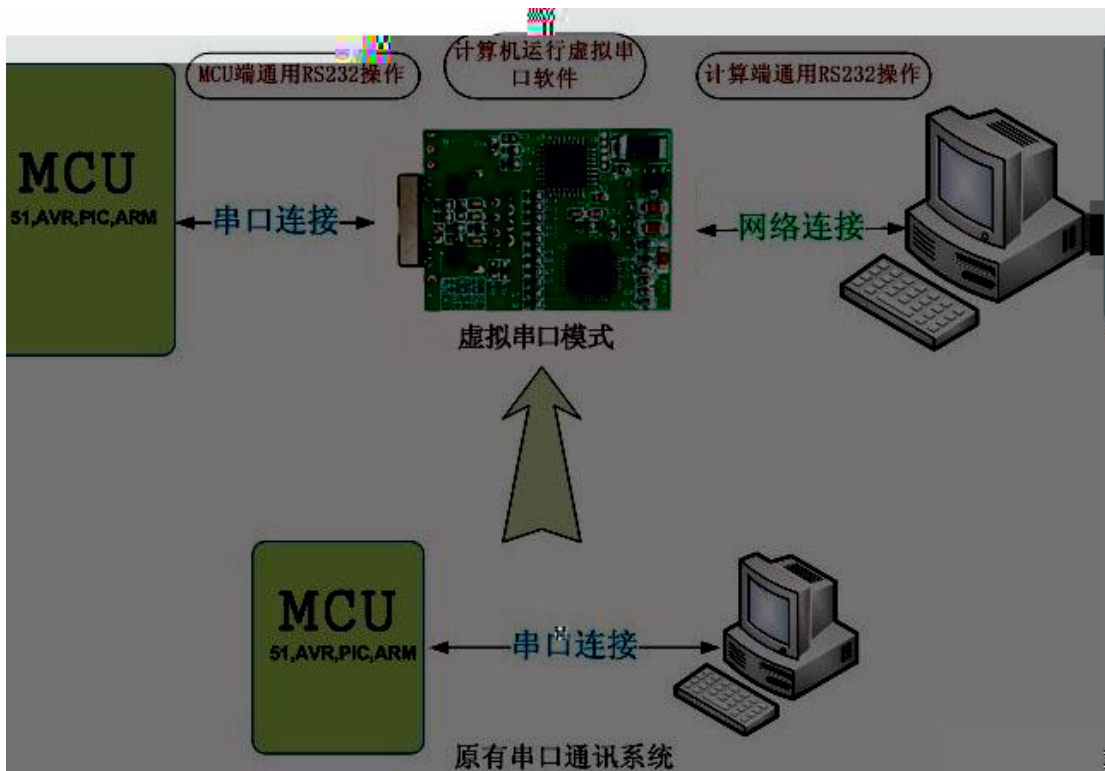 MCU端通用RS232操作
计算机运行虚拟串
口软件
计算端通用RS232操作
MCU
51,AVR,PIC,ARM
串口连接
网络连接
虚拟串口模式
MCU
51,AVR,PIC,ARM
串口连接
原有串口通讯系统